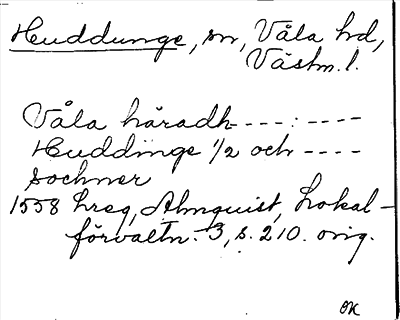 Huddunge, sn, Våla hd,
Västm. l.
Våla häradh - - - : - - - -
Huddinge 1/2 och - - - -
sochner
1558 hreg, Almquist, Lokal-
förvaltn. 3, s. 210. orig.
OK